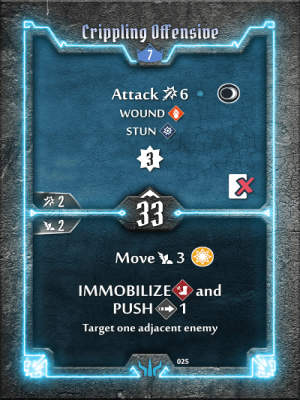 Crippling Offensive
7
Attack 6
WOUND
STUN
3
2
2
33
Move 3
IMMOBILIZE and
PUSH 1
Target one adjacent enemy
025